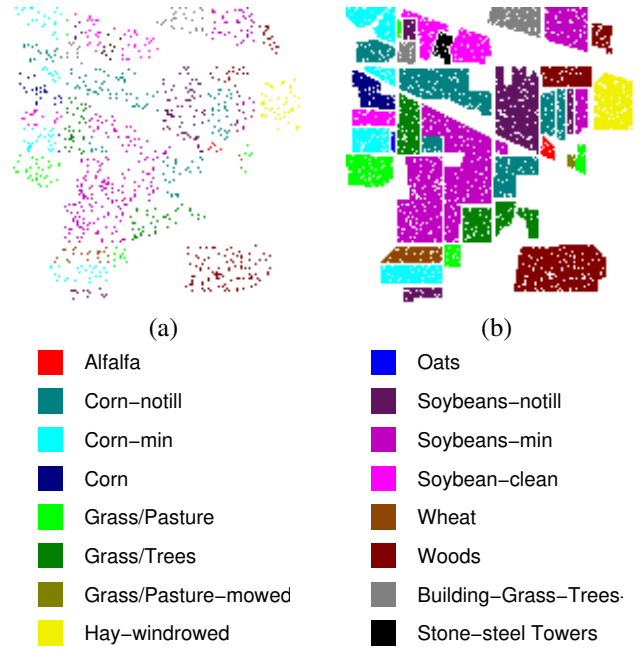 (a)
(b)
Alfalfa
Corn−notill
Corn−min
Corn
Grass/Pasture
Grass/Trees
Grass/Pasture−mowed
Hay−windrowed
Oats
Soybeans−notill
Soybeans−min
Soybean−clean
Wheat
Woods
Building−Grass−Trees-
Stone−steel Towers